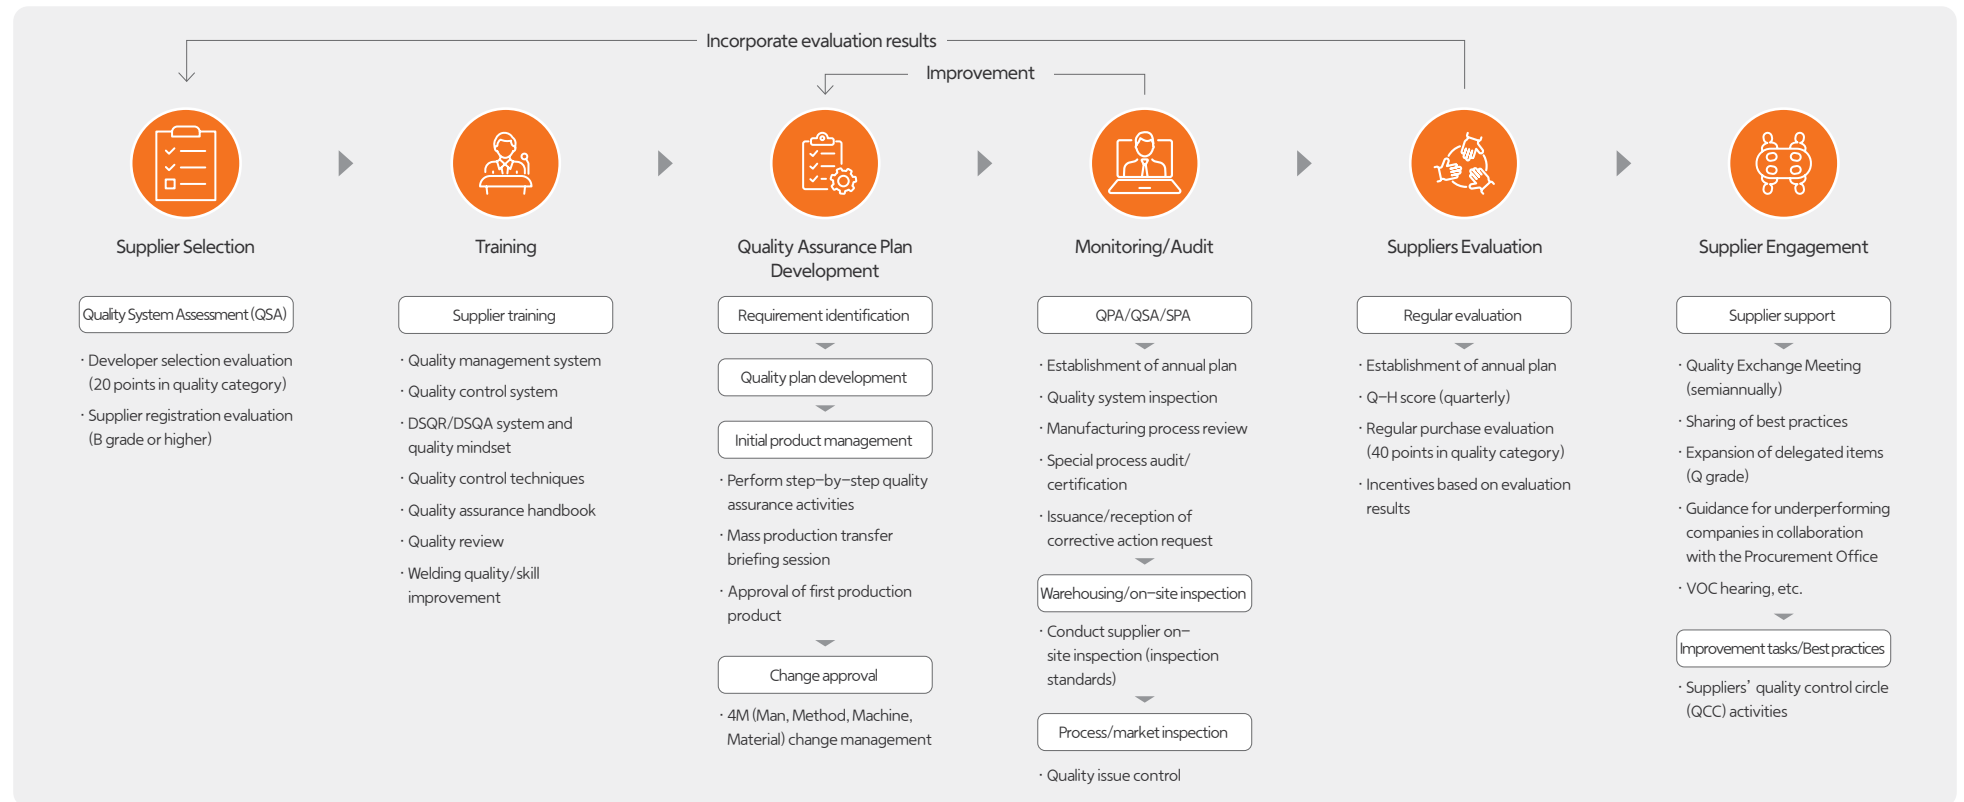 Incorporate evaluation results
Improvement
Supplier Selection
Quality System Assessment (QSA)
· Developer selection evaluation
(20 points in quality category)
· Supplier registration evaluation
(B grade or higher)
Training
Supplier training
· Quality management system
· Quality control system
· DSQR/DSQA system and
quality mindset
· Quality control techniques
· Quality assurance handbook
· Quality review
· Welding quality/skill
improvement
Quality Assurance Plan
Development
Requirement identification
Quality plan development
Initial product management
· Perform step-by-step quality
assurance activities
· Mass production transfer
briefing session
· Approval of first production
product
Change approval
· 4M (Man, Method, Machine,
Material) change management
Monitoring/Audit
QPA/QSA/SPA
· Establishment of annual plan
· Quality system inspection
· Manufacturing process review
· Special process audit/
certification
· Issuance/reception of
corrective action request
Warehousing/on-site inspection
· Conduct supplier on-
site inspection (inspection
standards)
Process/market inspection
· Quality issue control
Suppliers Evaluation
Regular evaluation
· Establishment of annual plan
· Q-H score (quarterly)
· Regular purchase evaluation
(40 points in quality category)
· Incentives based on evaluation
results
Supplier Engagement
Supplier support
· Quality Exchange Meeting
(semiannually)
· Sharing of best practices
· Expansion of delegated items
(Q grade)
· Guidance for underperforming
companies in collaboration
with the Procurement Office
· VOC hearing, etc.
Improvement tasks/Best practices
· Suppliers' quality control circle
(QCC) activities